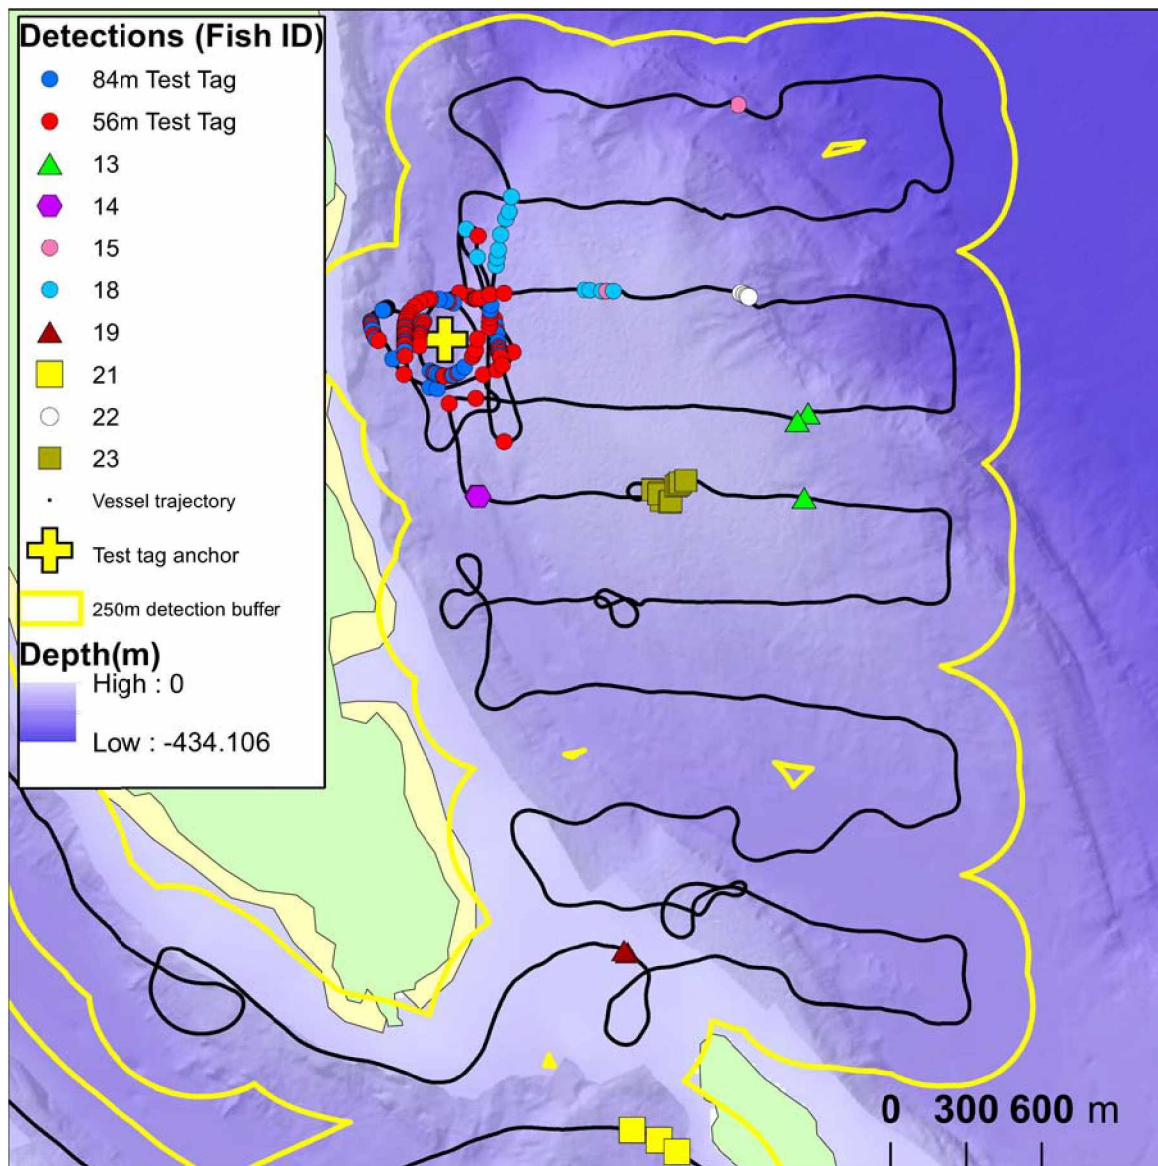 Detections (Fish ID)
84m Test Tag
56m Test Tag
13
14
15
18
19
21
22
23
Vessel trajectory
Test tag anchor
250m detection buffer
Depth(m)
High : 0
Low : -434.106
0 300 600 m